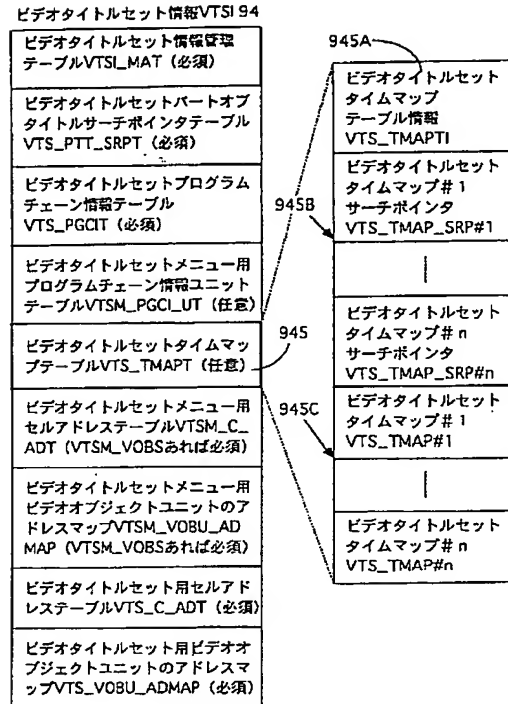 ビデオタイトルセット情報VTSI 94
ビデオタイトルセット情報管理
テーブルVTSI_MAT（必須）
ビデオタイトルセットパートオブ
タイトルサーチポインタテーブル
VTS_PTT_SRPT（必須）
ビデオタイトルセットプログラム
チェーン情報テーブル
VTS_PGCIT（必須）
ビデオタイトルセットメニュー用
プログラムチェーン情報ユニット
テーブルVTSM_PGCI_UT（任意）
ビデオタイトルセットタイムマッ
プテーブルVTS_TMAPT（任意）
ビデオタイトルセットメニュー用
セルアドレステーブルVTSM_C_
ADT（VTSM_VOBSあれば必須）
ビデオタイトルセットメニュー用
ビデオオブジェクトユニットのア
ドレスマップVTSM_VOBU_AD
MAP（VTSM_VOBSあれば必須）
ビデオタイトルセット用セルアド
レステーブルVTS_C_ADT（必須）
ビデオタイトルセット用ビデオオ
ブジェクトユニットのアドレスマ
ップVTS_VOBU_ADMAP（必須）
945
945A
ビデオタイトルセット
タイムマップ
テーブル情報
VTS_TMAPTI
945B
ビデオタイトルセット
タイムマップ＃1
サーチポインタ
VTS_TMAP_SRP#1
ビデオタイトルセット
タイムマップ＃n
サーチポインタ
VTS_TMAP_SRP#n
945C
ビデオタイトルセット
タイムマップ＃1
VTS_TMAP#1
ビデオタイトルセット
タイムマップ＃n
VTS_TMAP#n